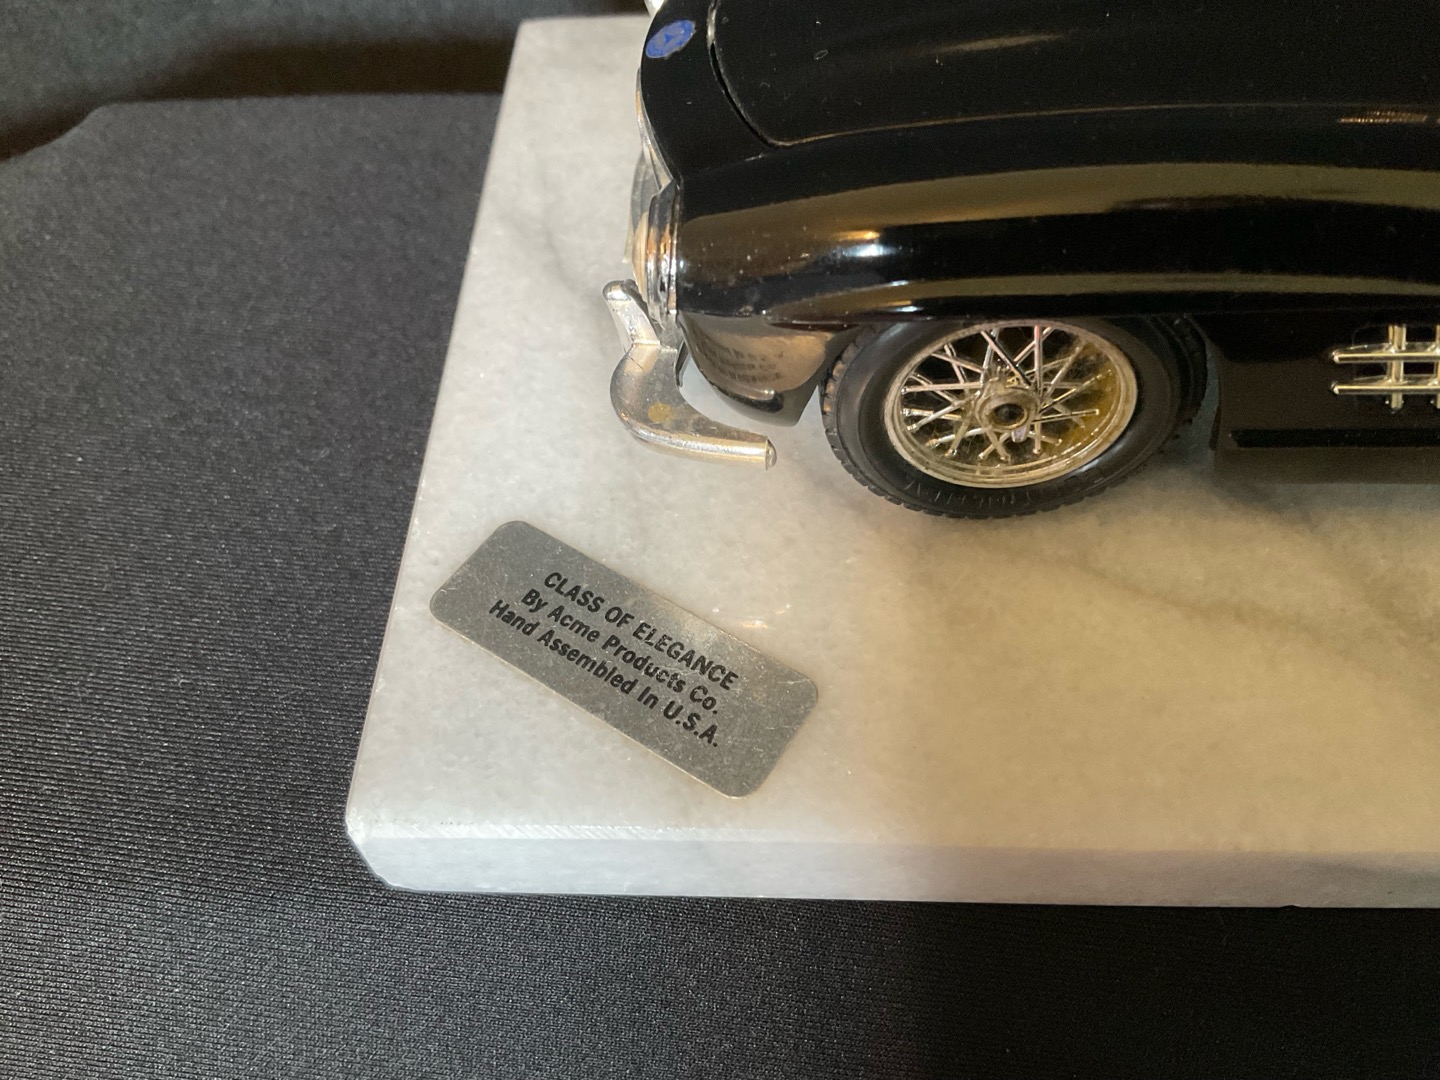 CLASS OF ELEGANCE
By Acme Products Co.
Hand Assembled In U.S.A.